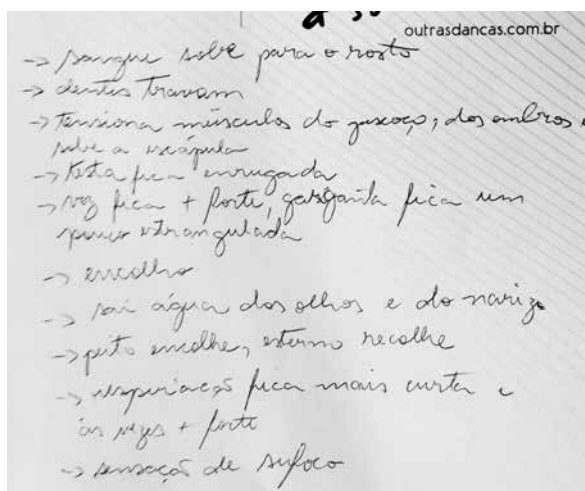 outrasdancas.com.br
-> sangue sobe para o rosto
-> dentes travam
-> tensiona músculos do pescoço, dos ombros e
sobe a escápula
-> testa fica enrugada
-> voz fica + forte, garganta fica um
pouco estrangulada
-> encolho
-> sai água dos olhos e do nariz
-> peito encolhe, esterno recolhe
-> respiração fica mais curta e
às vezes + forte
-> sensação de sufoco